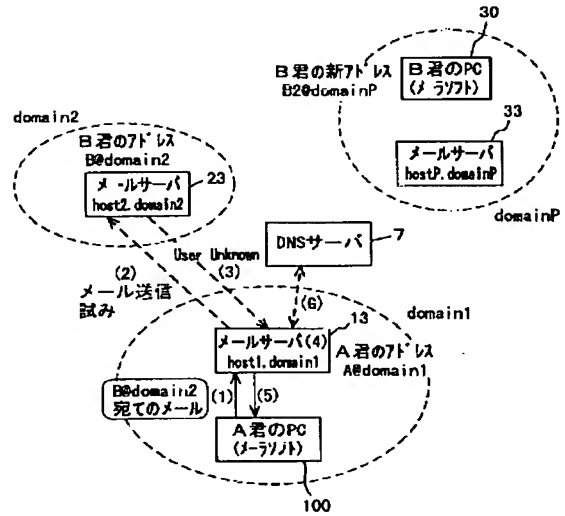 30
B君の新アドレス
B2@domainP
B君のPC
(メーラソフト)
33
メールサーバ
hostP.domainP
domainP
domain2
B君のアドレス
B@domain2
メールサーバ
host2.domain2
23
DNSサーバ
7
User Unknown
(3)
(2)
メール送信
試み
(6)
domain1
13
メールサーバ(4)
host1.domain1
A君のアドレス
A@domain1
B@domain2
宛てのメール
(1)
(5)
A君のPC
(メーラソフト)
100